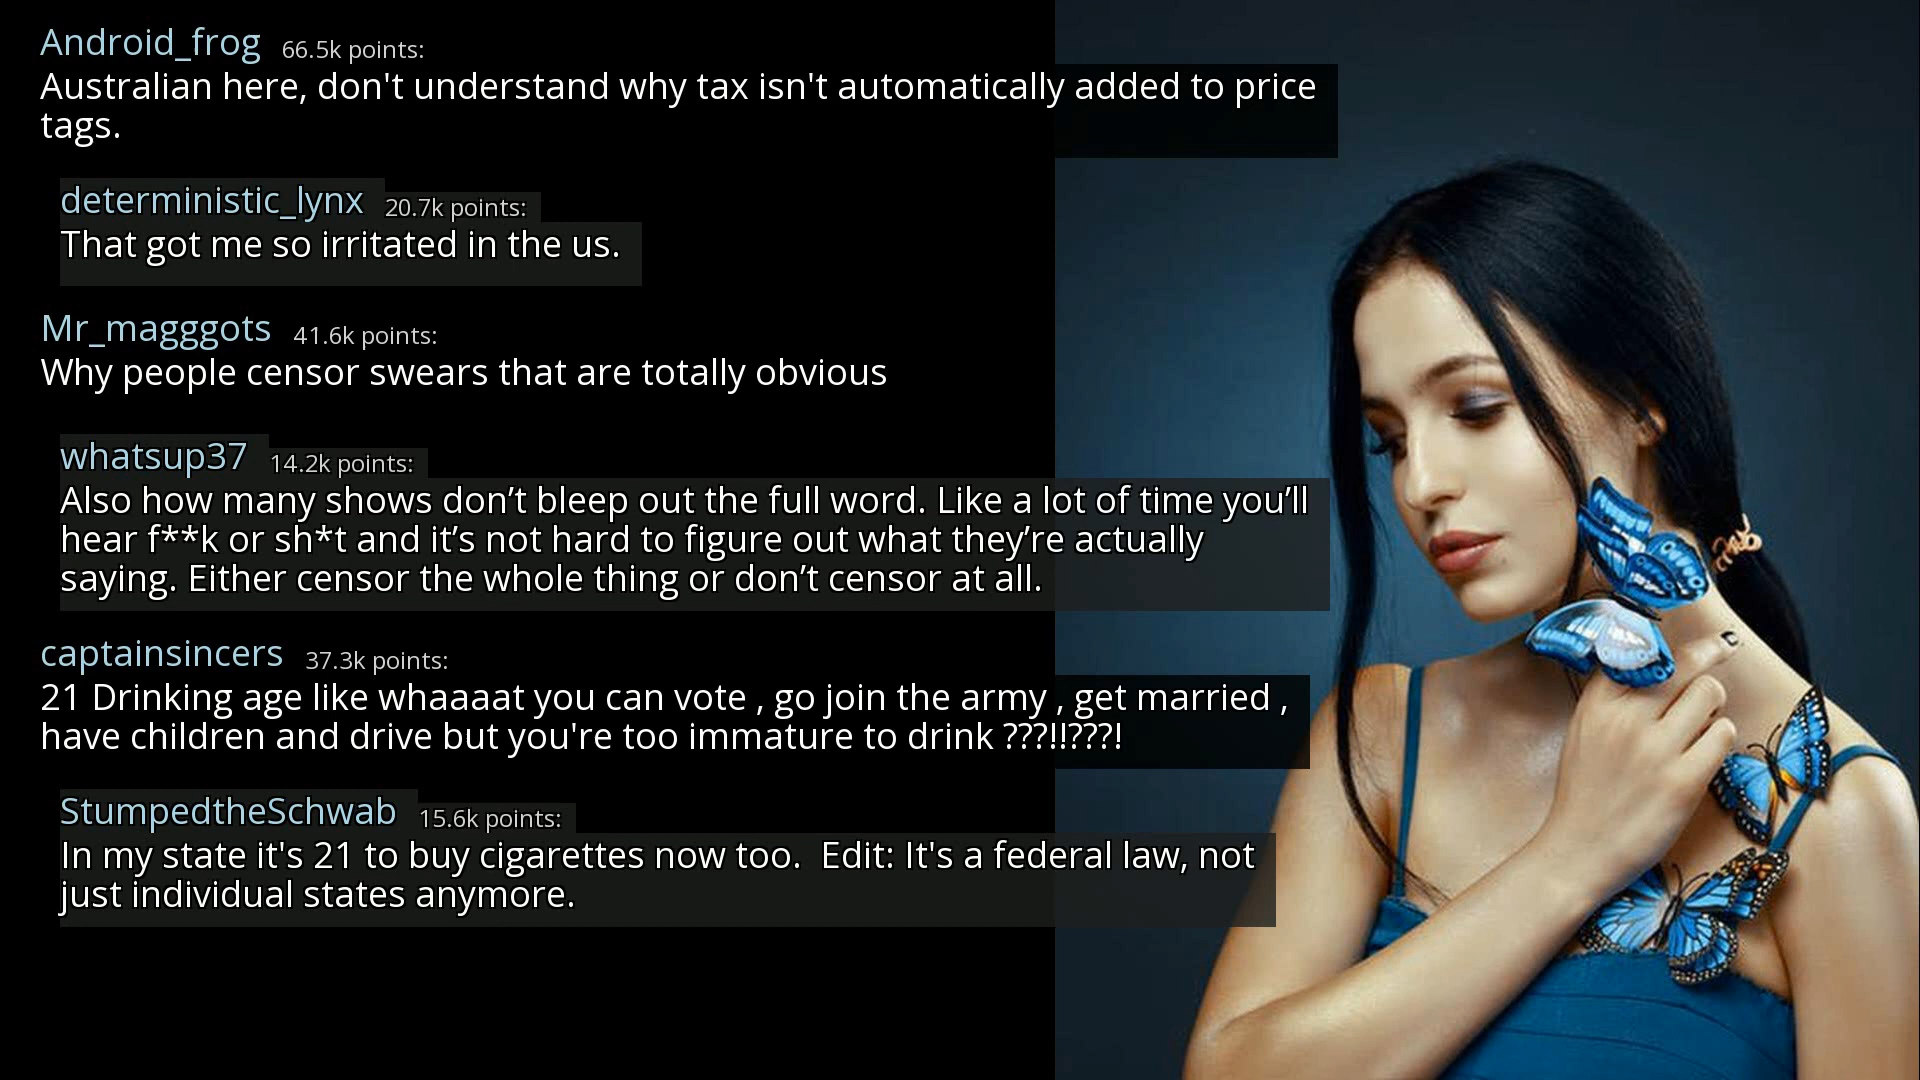 Android_frog 66.5k points:
Australian here, don't understand why tax isn't automatically added to price
tags.
deterministic_lynx 20.7k points:
That got me so irritated in the us.
Mr_magggots 41.6k points:
Why people censor swears that are totally obvious
whatsup37 14.2k points:
Also how many shows don’t bleep out the full word. Like a lot of time you’ll
hear f**k or sh*t and it’s not hard to figure out what they’re actually
saying. Either censor the whole thing or don’t censor at all.
captainsincers 37.3k points:
21 Drinking age like whaaaat you can vote , go join the army , get married ,
have children and drive but you're too immature to drink ???!!???!
StumpedtheSchwab 15.6k points:
In my state it's 21 to buy cigarettes now too.  Edit: It's a federal law, not
just individual states anymore.